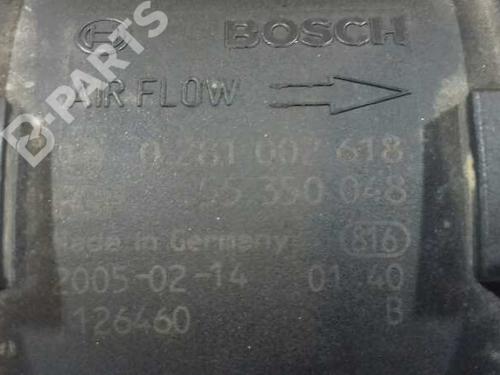 B-PARTS
BOSCH
AIR FLOW
0 281 002 618
55 350 048
Made in Germany 816
2005-02-14 01 40
126460 B